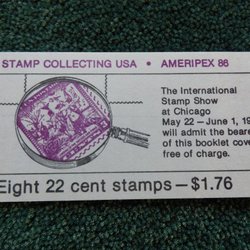 STAMP COLLECTING USA • AMERIPEX 86
The International
Stamp Show
at Chicago
May 22 – June 1, 19
will admit the beare
of this booklet cove
free of charge.
Eight 22 cent stamps — $1.76